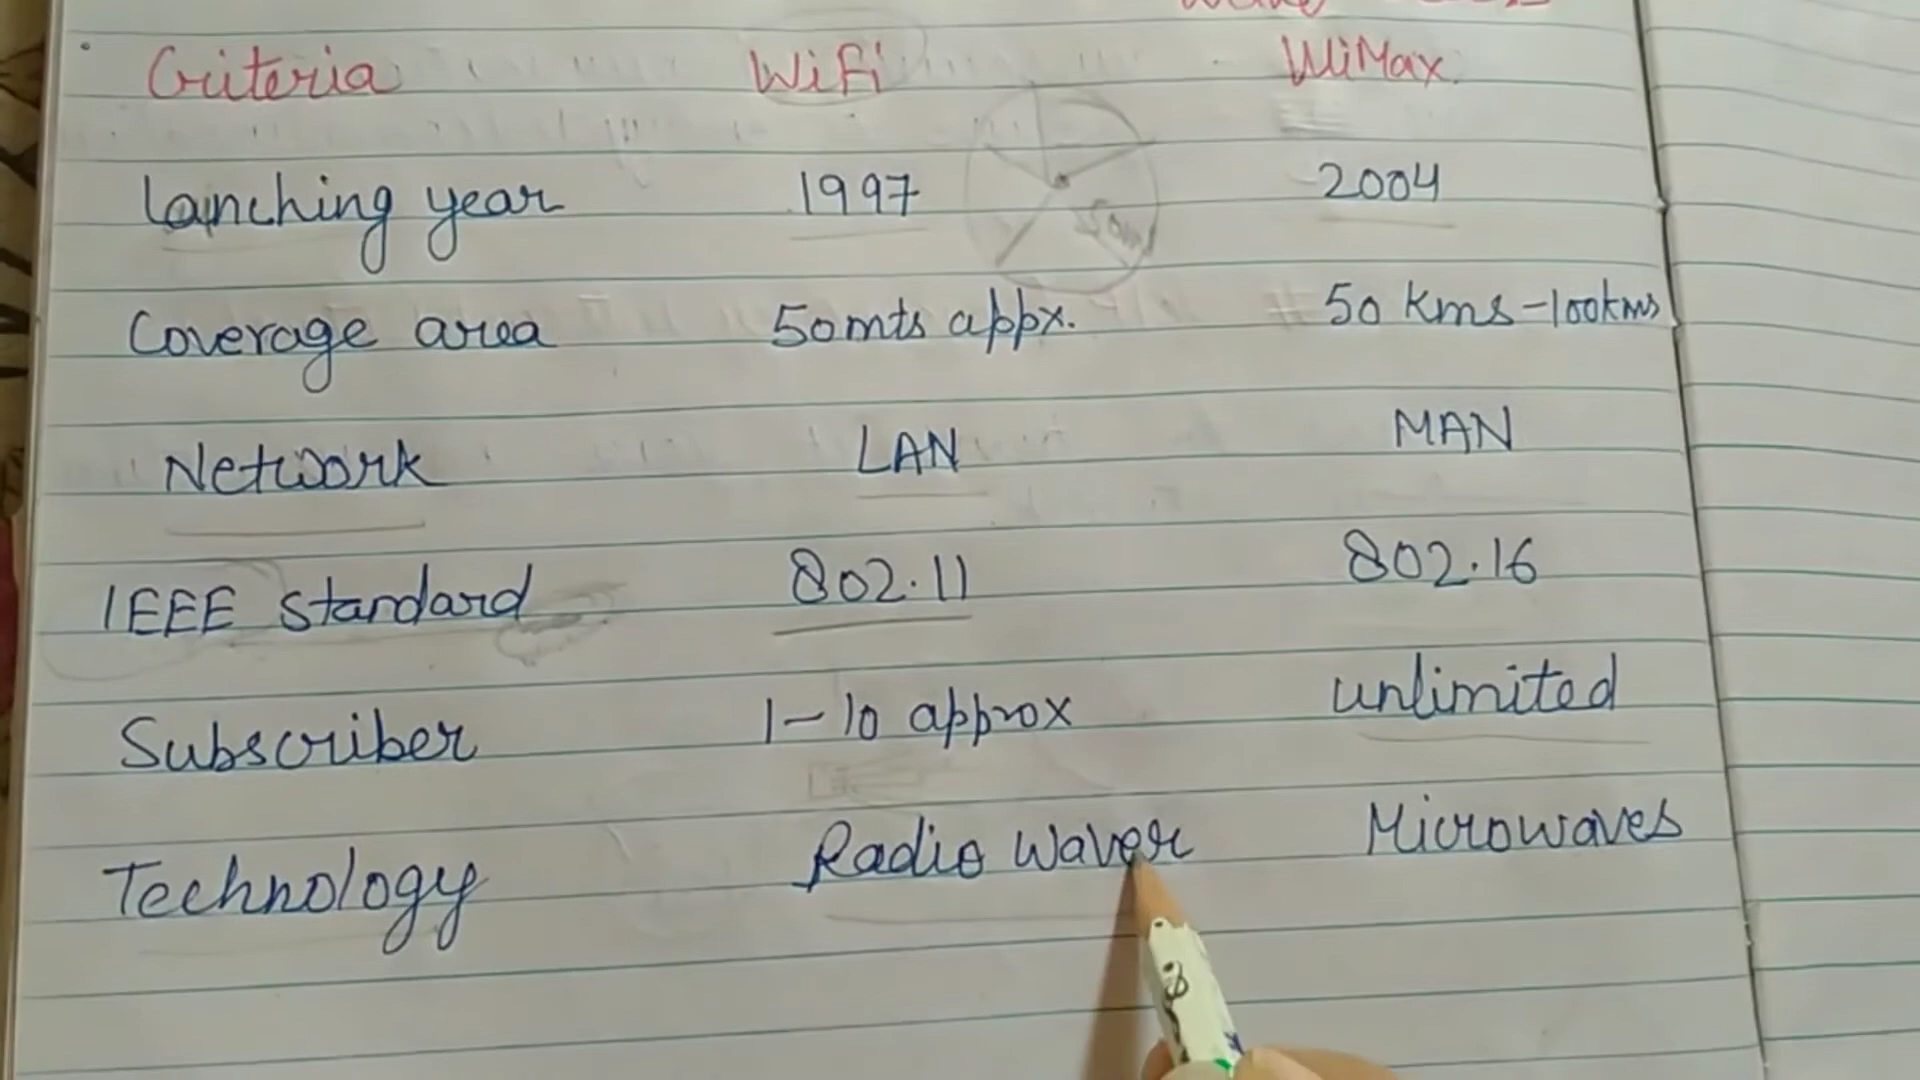 Criteria WiFi WiMax
Lanching year 1997 2004
Coverage area 50mts appx. 50 kms-100kms
Network LAN MAN
IEEE standard 802.11 802.16
Subscriber 1-10 approx unlimited
Technology Radio Waves Microwaves